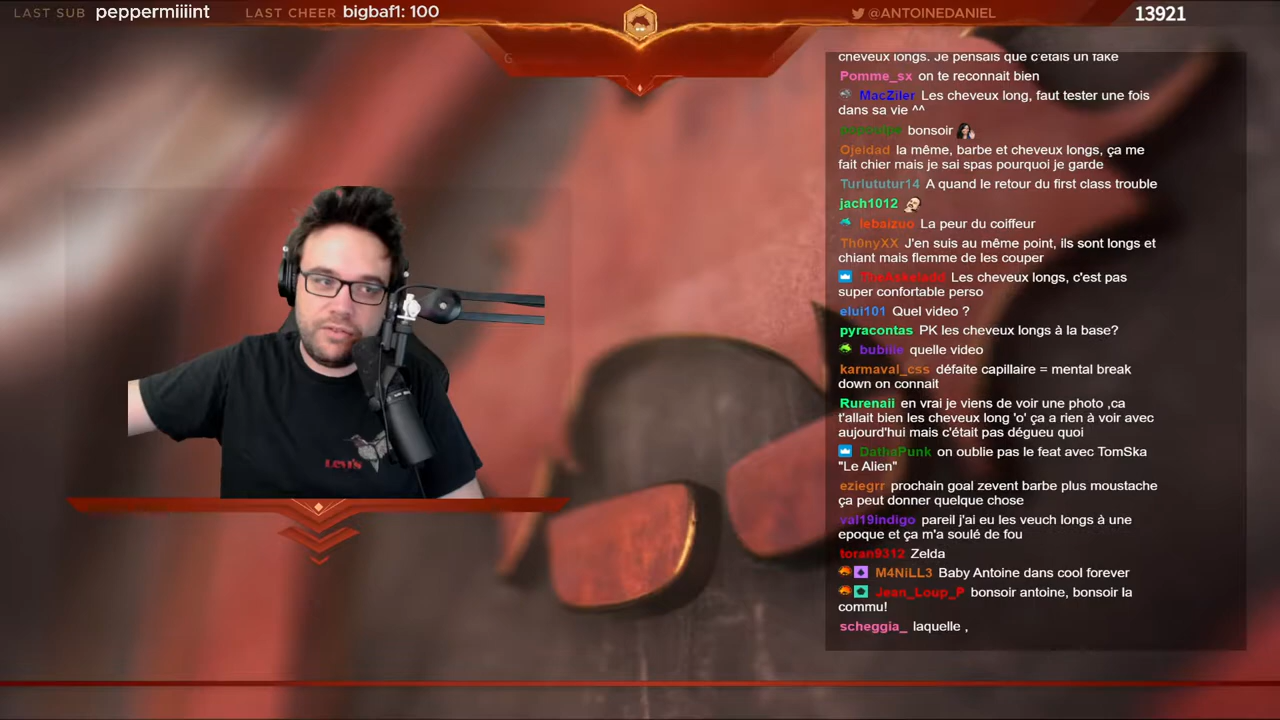 LAST SUB peppermiiiint LAST CHEER bigbaf1: 100 @ANTOINEDANIEL 13921
cheveux longs. Je pensais que c'étais un fake
Pomme_sx on te reconnait bien
MacZiler Les cheveux long, faut tester une fois
dans sa vie ^^
bonsoir
Ojeidad la même, barbe et cheveux longs, ça me
fait chier mais je sai spas pourquoi je garde
Turlututur14 A quand le retour du first class trouble
jach1012
lebaizuo La peur du coiffeur
Th0nyXX J'en suis au même point, ils sont longs et
chiant mais flemme de les couper
TheAskeladd Les cheveux longs, c'est pas
super confortable perso
elui101 Quel video ?
pyracontas PK les cheveux longs à la base?
bubiiie quelle video
karmaval_css défaite capillaire = mental break
down on connait
Rurenaii en vrai je viens de voir une photo ,ca
t'allait bien les cheveux long 'o' ça a rien à voir avec
aujourd'hui mais c'était pas dégueu quoi
DathaPunk on oublie pas le feat avec TomSka
"Le Alien"
eziegrr prochain goal zevent barbe plus moustache
ça peut donner quelque chose
val19indigo pareil j'ai eu les veuch longs à une
epoque et ça m'a soulé de fou
toran9312 Zelda
M4NiLL3 Baby Antoine dans cool forever
Jean_Loup_P bonsoir antoine, bonsoir la
commu!
scheggia_ laquelle ,
Levi's